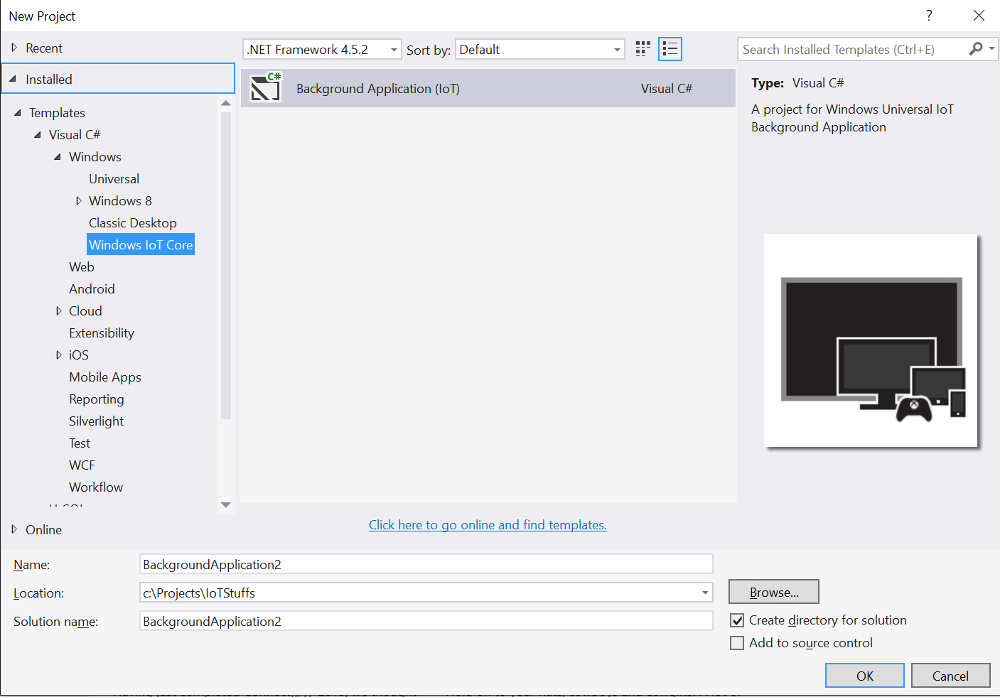 New Project
?
Recent
.NET Framework 4.5.2
Sort by:
Default
Search Installed Templates (Ctrl+E)
Installed
C#
Background Application (IoT)
Visual C#
Type: Visual C#
A project for Windows Universal IoT
Background Application
Templates
Visual C#
Windows
Universal
Windows 8
Classic Desktop
Windows IoT Core
Web
Android
Cloud
Extensibility
iOS
Mobile Apps
Reporting
Silverlight
Test
WCF
Workflow
Online
Click here to go online and find templates.
Name:
BackgroundApplication2
Location:
c:\Projects\IoTStuffs
Browse...
Solution name:
BackgroundApplication2
Create directory for solution
Add to source control
OK
Cancel